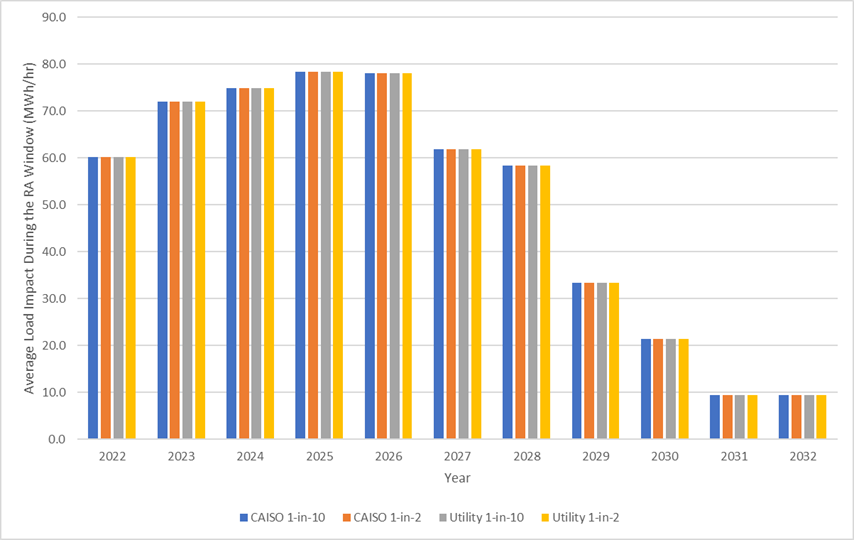 90.0
80.0
70.0
60.0
50.0
40.0
30.0
20.0
10.0
0.0
Average Load Impact During the RA Window (MWh/hr)
2022 2023 2024 2025 2026 2027 2028 2029 2030 2031 2032
Year
CAISO 1-in-10 CAISO 1-in-2 Utility 1-in-10 Utility 1-in-2